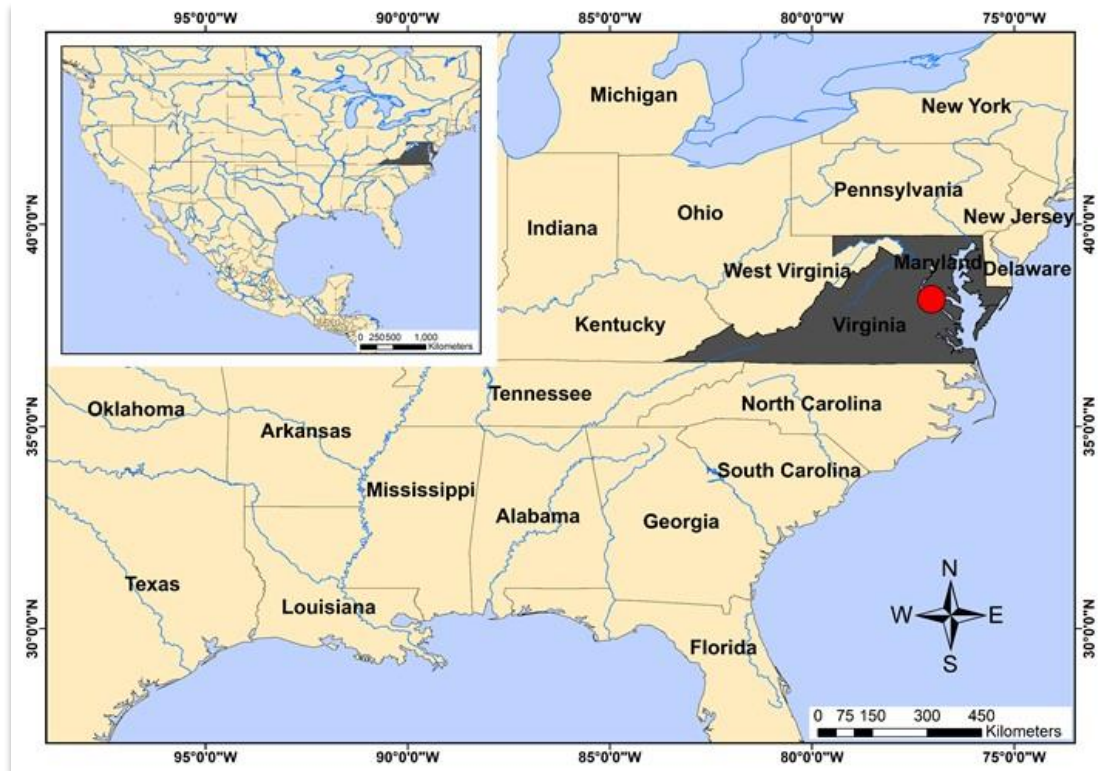 95°0'0"W 90°0'0"W 85°0'0"W 80°0'0"W 75°0'0"W
Michigan
New York
Pennsylvania
Ohio
New Jersey
Indiana
40°0'0"N
40°0'0"N
Maryland
West Virginia
Delaware
Kentucky
Virginia
0 250500 1,000
Kilometers
Tennessee
North Carolina
Oklahoma
Arkansas
35°0'0"N
35°0'0"N
South Carolina
Mississippi
Alabama
Georgia
Texas
Louisiana
N
W E
S
30°0'0"N
30°0'0"N
Florida
0 75 150 300 450
Kilometers
95°0'0"W 90°0'0"W 85°0'0"W 80°0'0"W 75°0'0"W